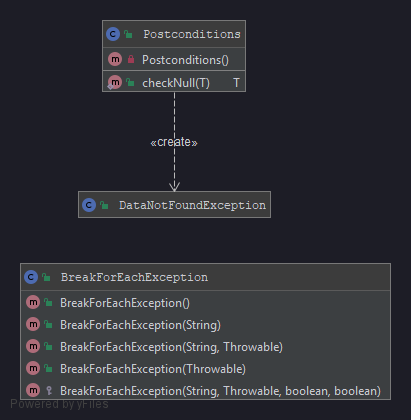 Postconditions
Postconditions()
checkNull(T) T
«create»
DataNotFoundException
BreakForEachException
BreakForEachException()
BreakForEachException(String)
BreakForEachException(String, Throwable)
BreakForEachException(Throwable)
BreakForEachException(String, Throwable, boolean, boolean)
Powered by yFiles